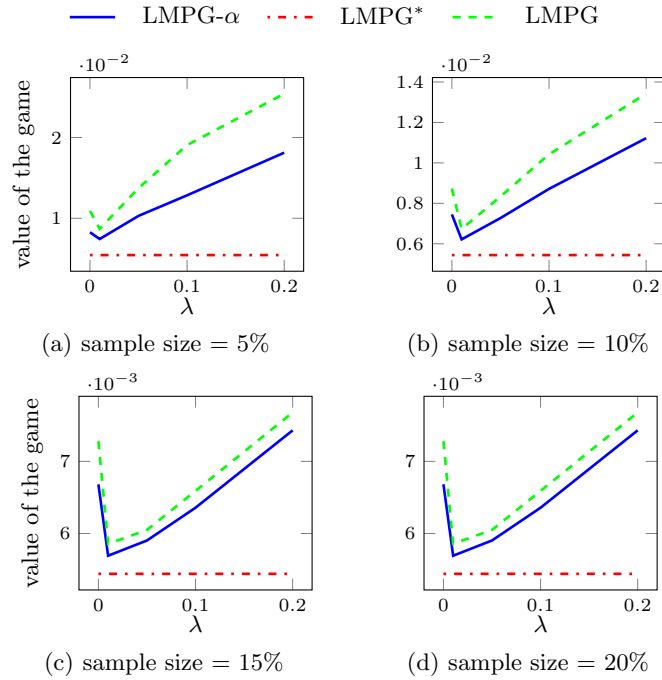 LMPG-α LMPG* LMPG
·10⁻² ·10⁻²
value of the game
2
1
0 0.1 0.2
λ
1.4
1.2
1
0.8
0.6
0 0.1 0.2
λ
(a) sample size = 5% (b) sample size = 10%
·10⁻³ ·10⁻³
value of the game
7
6
0 0.1 0.2
λ
7
6
0 0.1 0.2
λ
(c) sample size = 15% (d) sample size = 20%